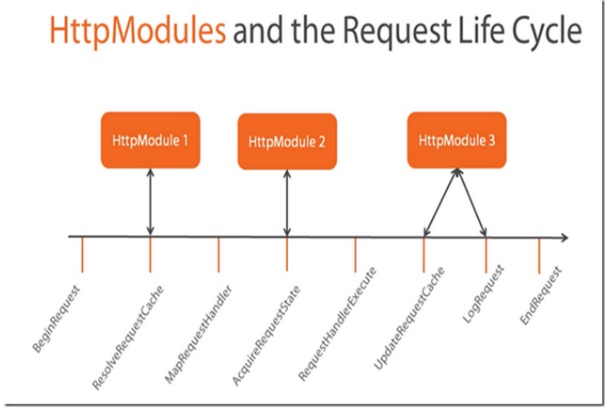 HttpModules and the Request Life Cycle
HttpModule 1
HttpModule 2
HttpModule 3
BeginRequest
ResolveRequestCache
MapRequestHandler
AcquireRequestState
RequestHandlerExecute
UpdateRequestCache
LogRequest
EndRequest